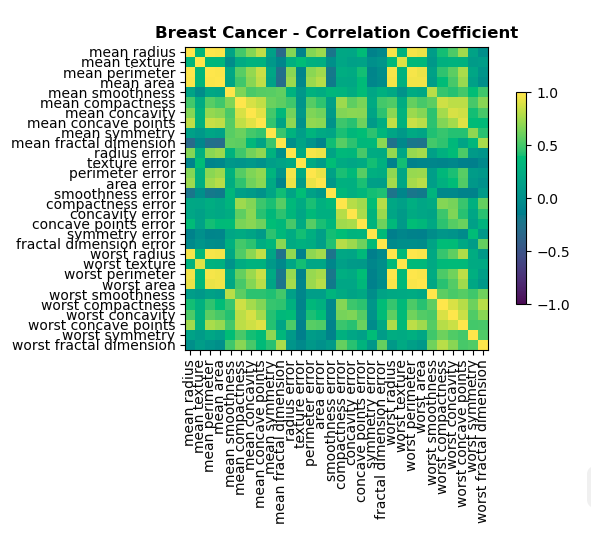 Breast Cancer - Correlation Coefficient
mean radius
mean texture
mean perimeter
mean area
mean smoothness
mean compactness
mean concavity
mean concave points
mean symmetry
mean fractal dimension
radius error
texture error
perimeter error
area error
smoothness error
compactness error
concavity error
concave points error
symmetry error
fractal dimension error
worst radius
worst texture
worst perimeter
worst area
worst smoothness
worst compactness
worst concavity
worst concave points
worst symmetry
worst fractal dimension
mean radius
mean texture
mean perimeter
mean area
mean smoothness
mean compactness
mean concavity
mean concave points
mean symmetry
mean fractal dimension
radius error
texture error
perimeter error
area error
smoothness error
compactness error
concavity error
concave points error
symmetry error
fractal dimension error
worst radius
worst texture
worst perimeter
worst area
worst smoothness
worst compactness
worst concavity
worst concave points
worst symmetry
worst fractal dimension
1.0
0.5
0.0
−0.5
−1.0